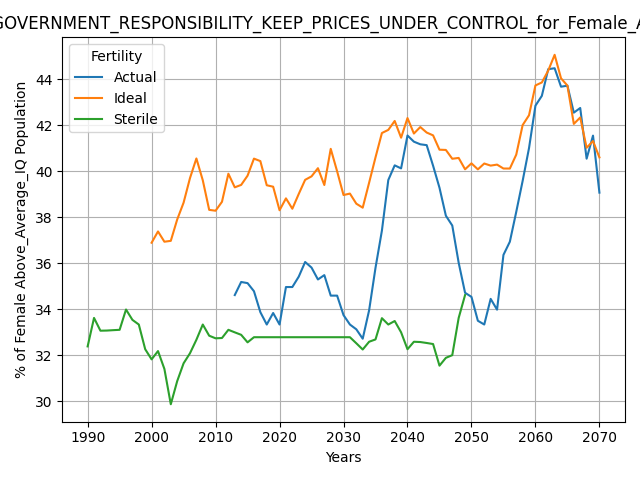 GOVERNMENT_RESPONSIBILITY_KEEP_PRICES_UNDER_CONTROL_for_Female_A
Fertility
Actual
Ideal
Sterile
% of Female Above_Average_IQ Population
44
42
40
38
36
34
32
30
1990 2000 2010 2020 2030 2040 2050 2060 2070
Years